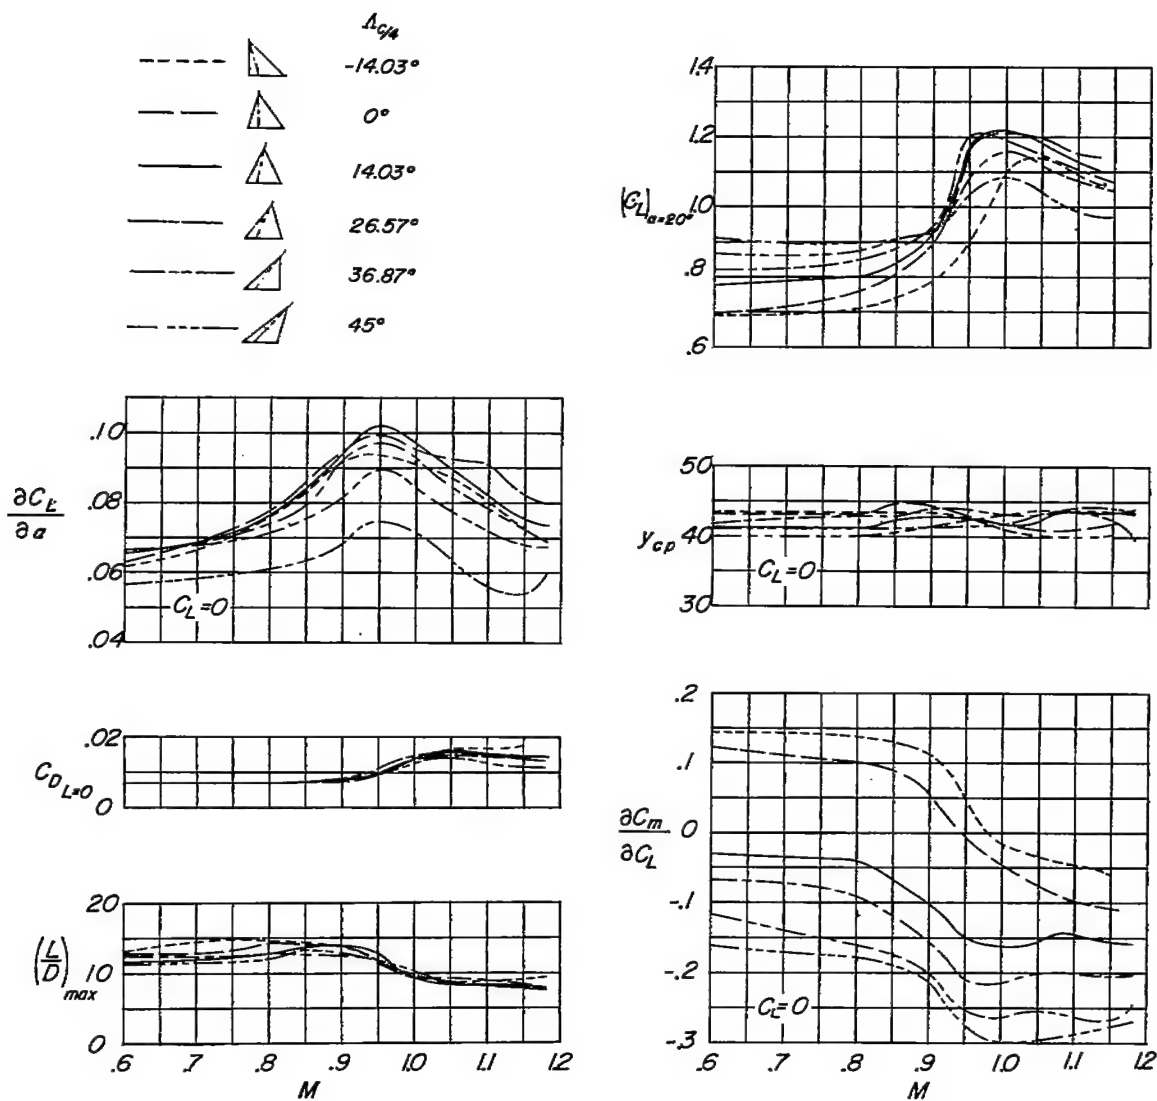 Λc/4
-14.03°
0°
14.03°
26.57°
36.87°
45°
1.4
1.2
1.0
.8
.6
(CL)α=20°
.10
.08
.06
.04
∂CL
∂α
CL=0
50
40
30
ycp
CL=0
.02
0
CD L=0
.2
.1
0
-.1
-.2
-.3
∂Cm
∂CL
CL=0
20
10
0
(L/D)max
.6 .7 .8 .9 1.0 1.1 1.2
M
.6 .7 .8 .9 1.0 1.1 1.2
M